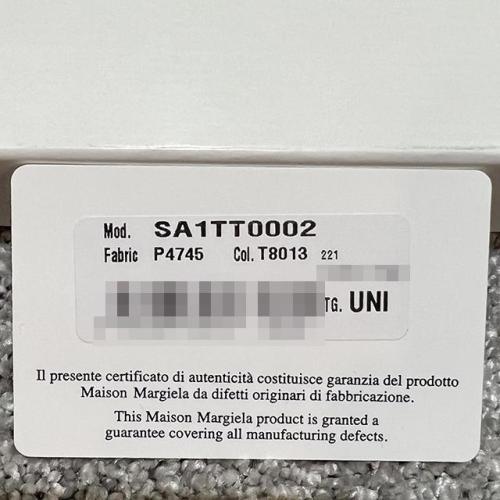 Mod. SA1TT0002
Fabric P4745 Col. T8013 221
TG. UNI
Il presente certificato di autenticità costituisce garanzia del prodotto
Maison Margiela da difetti originari di fabbricazione.
This Maison Margiela product is granted a
guarantee covering all manufacturing defects.